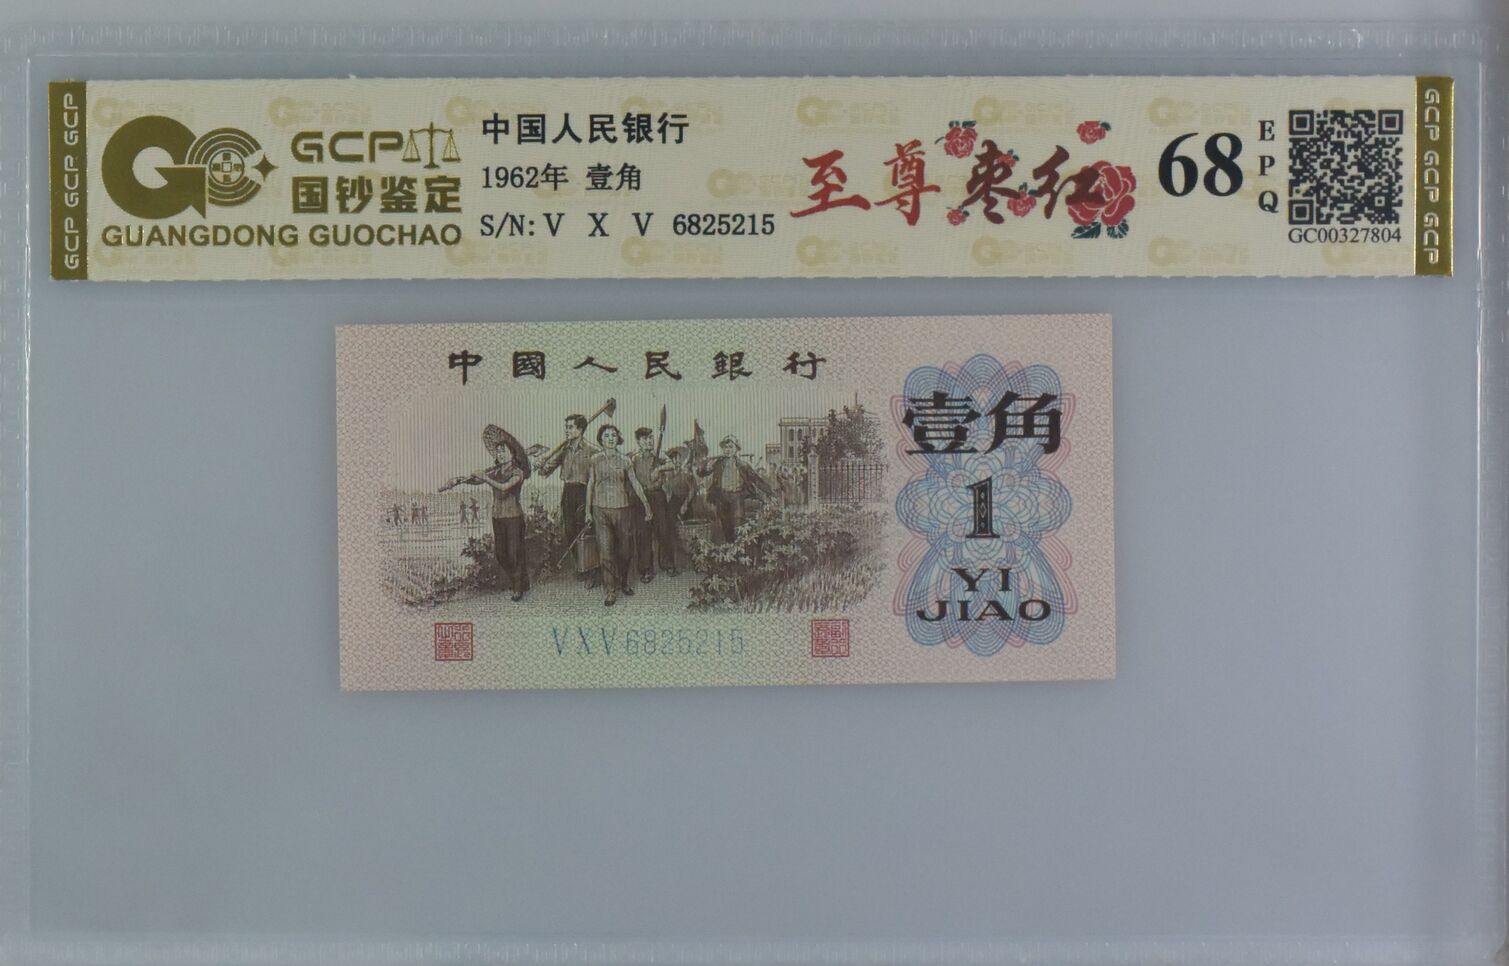 GCP GCP GCP
GCP
国钞鉴定
GUANGDONG GUOCHAO
中国人民银行
1962年 壹角
S/N: V X V 6825215
至尊枣红
68
EPQ
GC00327804
GCP GCP GCP
中國人民銀行
壹角
1
YI
JIAO
VXV6825215